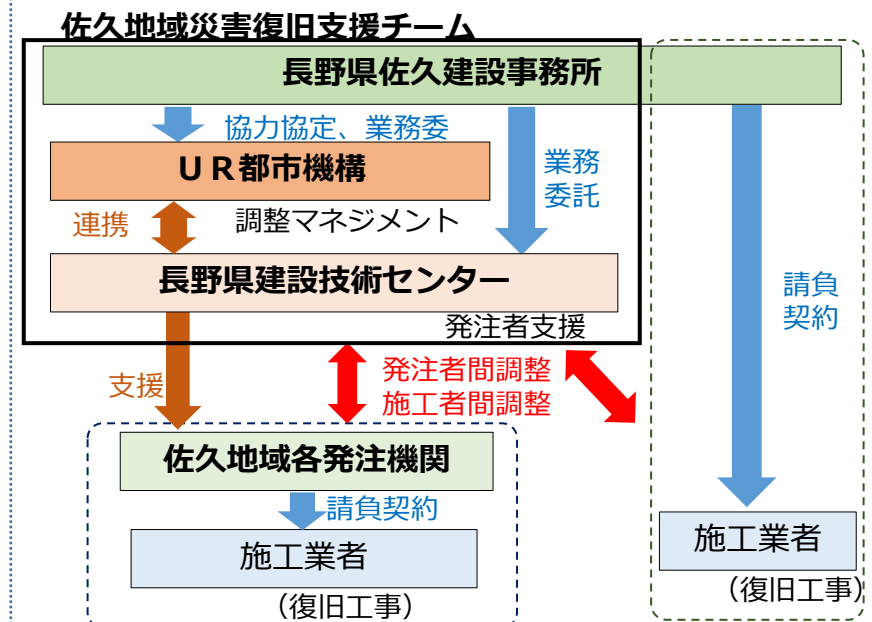 佐久地域災害復旧支援チーム
長野県佐久建設事務所
協力協定、業務委
UR都市機構
業務
委託
連携
調整マネジメント
長野県建設技術センター
請負
契約
発注者支援
支援
発注者間調整
施工者間調整
佐久地域各発注機関
請負契約
施工業者
(復旧工事)
施工業者
(復旧工事)